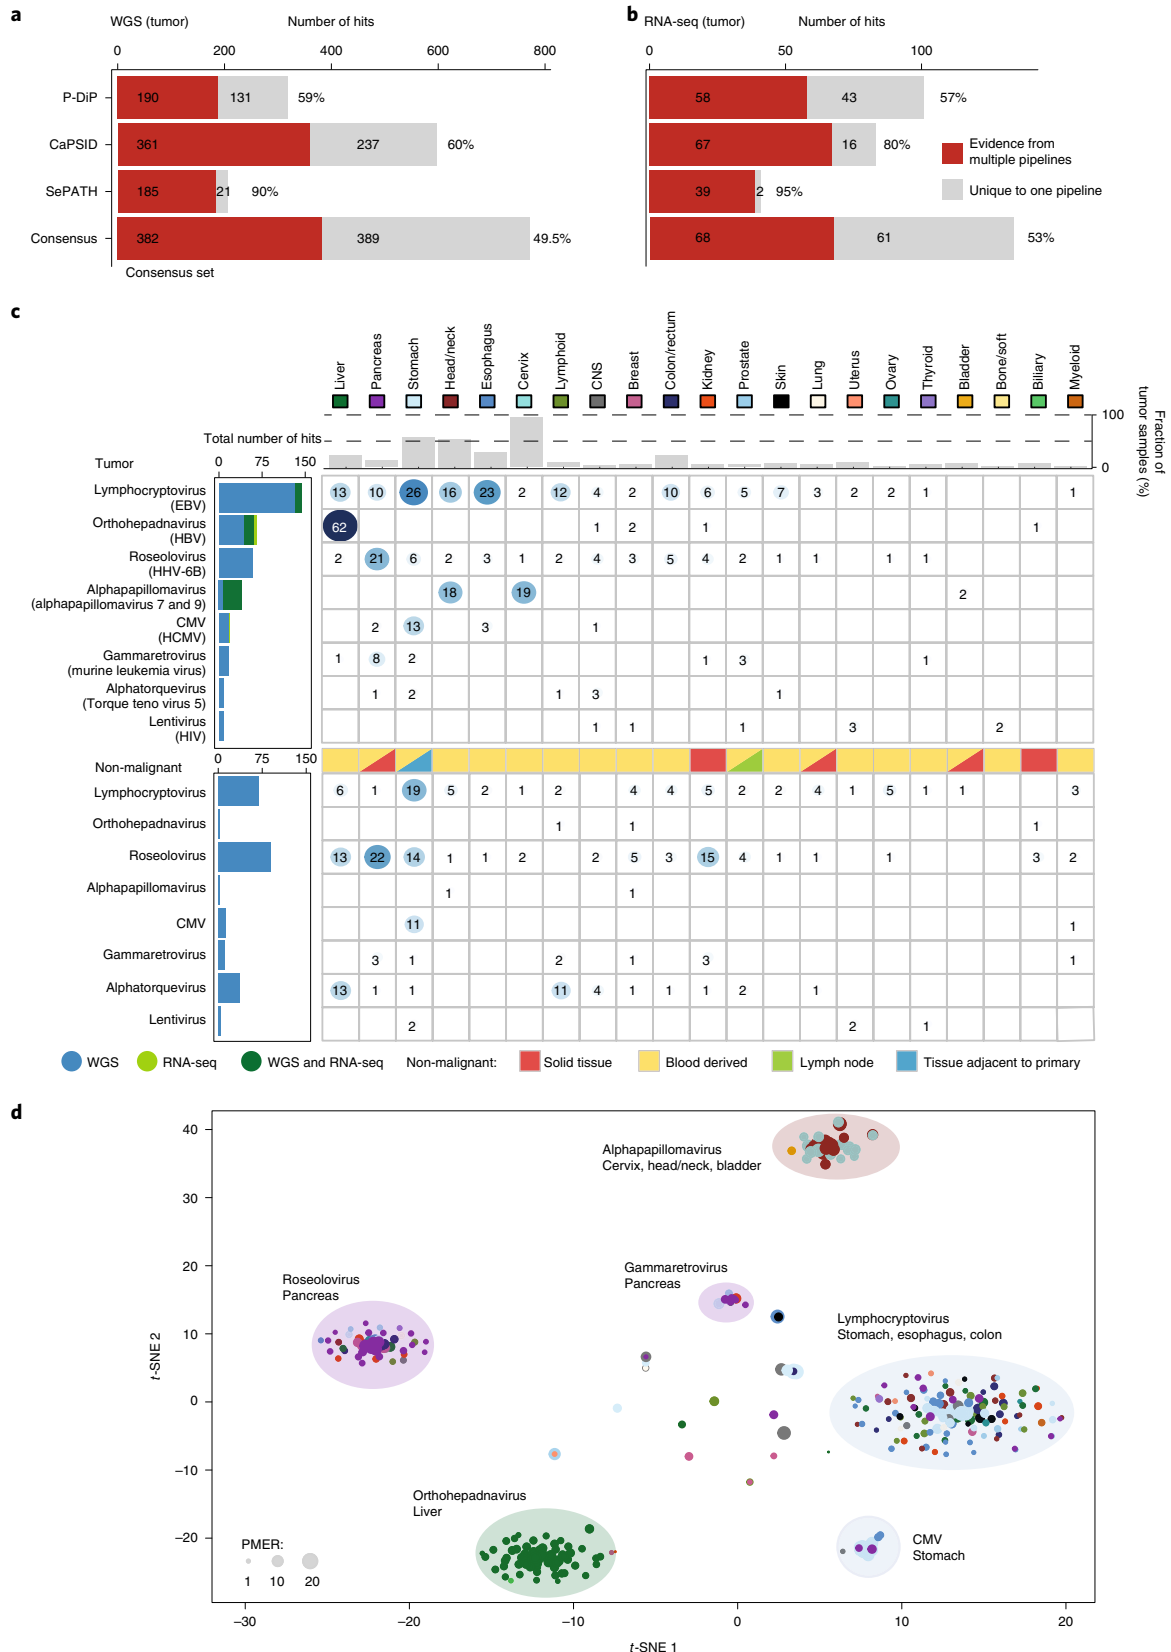 a
WGS (tumor)
Number of hits
0 200 400 600 800
P-DiP 190 131 59%
CaPSID 361 237 60%
SePATH 185 21 90%
Consensus 382 389 49.5%
Consensus set
b
RNA-seq (tumor)
Number of hits
0 50 100
58 43 57%
67 16 80%
39 2 95%
68 61 53%
Evidence from
multiple pipelines
Unique to one pipeline
c
Liver
Pancreas
Stomach
Head/neck
Esophagus
Cervix
Lymphoid
CNS
Breast
Colon/rectum
Kidney
Prostate
Skin
Lung
Uterus
Ovary
Thyroid
Bladder
Bone/soft
Biliary
Myeloid
100
0
Fraction of
tumor samples (%)
Total number of hits
Tumor
0 75 150
Lymphocryptovirus
(EBV)
13 10 26 16 23 2 12 4 2 10 6 5 7 3 2 2 1 1
Orthohepadnavirus
(HBV)
62 1 2 1 1
Roseolovirus
(HHV-6B)
2 21 6 2 3 1 2 4 3 5 4 2 1 1 1 1
Alphapapillomavirus
(alphapapillomavirus 7 and 9)
18 19 2
CMV
(HCMV)
2 13 3 1
Gammaretrovirus
(murine leukemia virus)
1 8 2 1 3 1
Alphatorquevirus
(Torque teno virus 5)
1 2 1 3 1
Lentivirus
(HIV)
1 1 1 3 2
Non-malignant
0 75 150
Lymphocryptovirus
6 1 19 5 2 1 2 4 4 5 2 2 4 1 5 1 1 3
Orthohepadnavirus
1 1 1
Roseolovirus
13 22 14 1 1 2 2 5 3 15 4 1 1 1 3 2
Alphapapillomavirus
1 1
CMV
11 1
Gammaretrovirus
3 1 2 1 3 1
Alphatorquevirus
13 1 1 11 4 1 1 1 2 1
Lentivirus
2 2 1
WGS
RNA-seq
WGS and RNA-seq
Non-malignant:
Solid tissue
Blood derived
Lymph node
Tissue adjacent to primary
d
40
30
20
10
0
−10
−20
t-SNE 2
Alphapapillomavirus
Cervix, head/neck, bladder
Gammaretrovirus
Pancreas
Roseolovirus
Pancreas
Lymphocryptovirus
Stomach, esophagus, colon
Orthohepadnavirus
Liver
CMV
Stomach
PMER:
1 10 20
−30 −20 −10 0 10 20
t-SNE 1